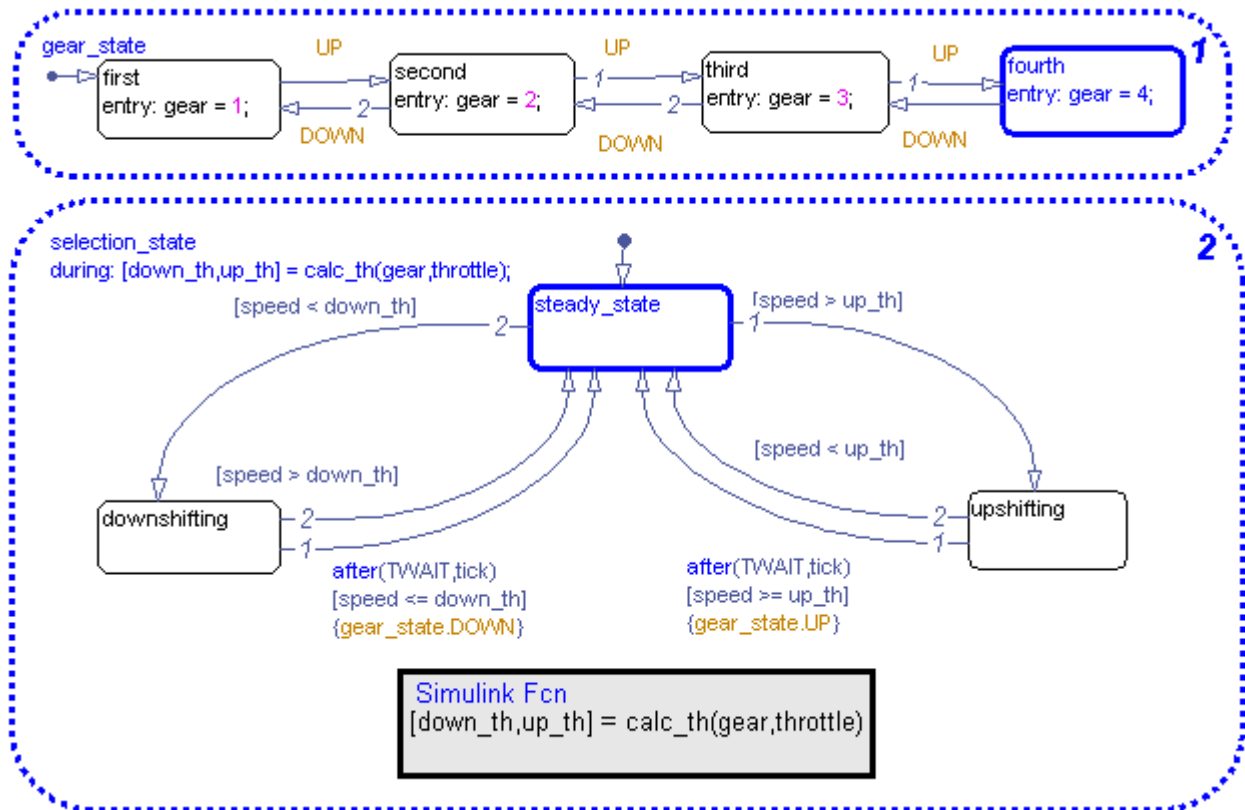 gear_state
1
UP
UP
UP
first
entry: gear = 1;
second
entry: gear = 2;
third
entry: gear = 3;
fourth
entry: gear = 4;
1
1
2
2
DOWN
DOWN
DOWN
2
selection_state
during: [down_th,up_th] = calc_th(gear,throttle);
[speed < down_th]
2
steady_state
1
[speed > up_th]
[speed > down_th]
[speed < up_th]
downshifting
2
1
upshifting
2
1
after(TWAIT,tick)
[speed <= down_th]
{gear_state.DOWN}
after(TWAIT,tick)
[speed >= up_th]
{gear_state.UP}
Simulink Fcn
[down_th,up_th] = calc_th(gear,throttle)